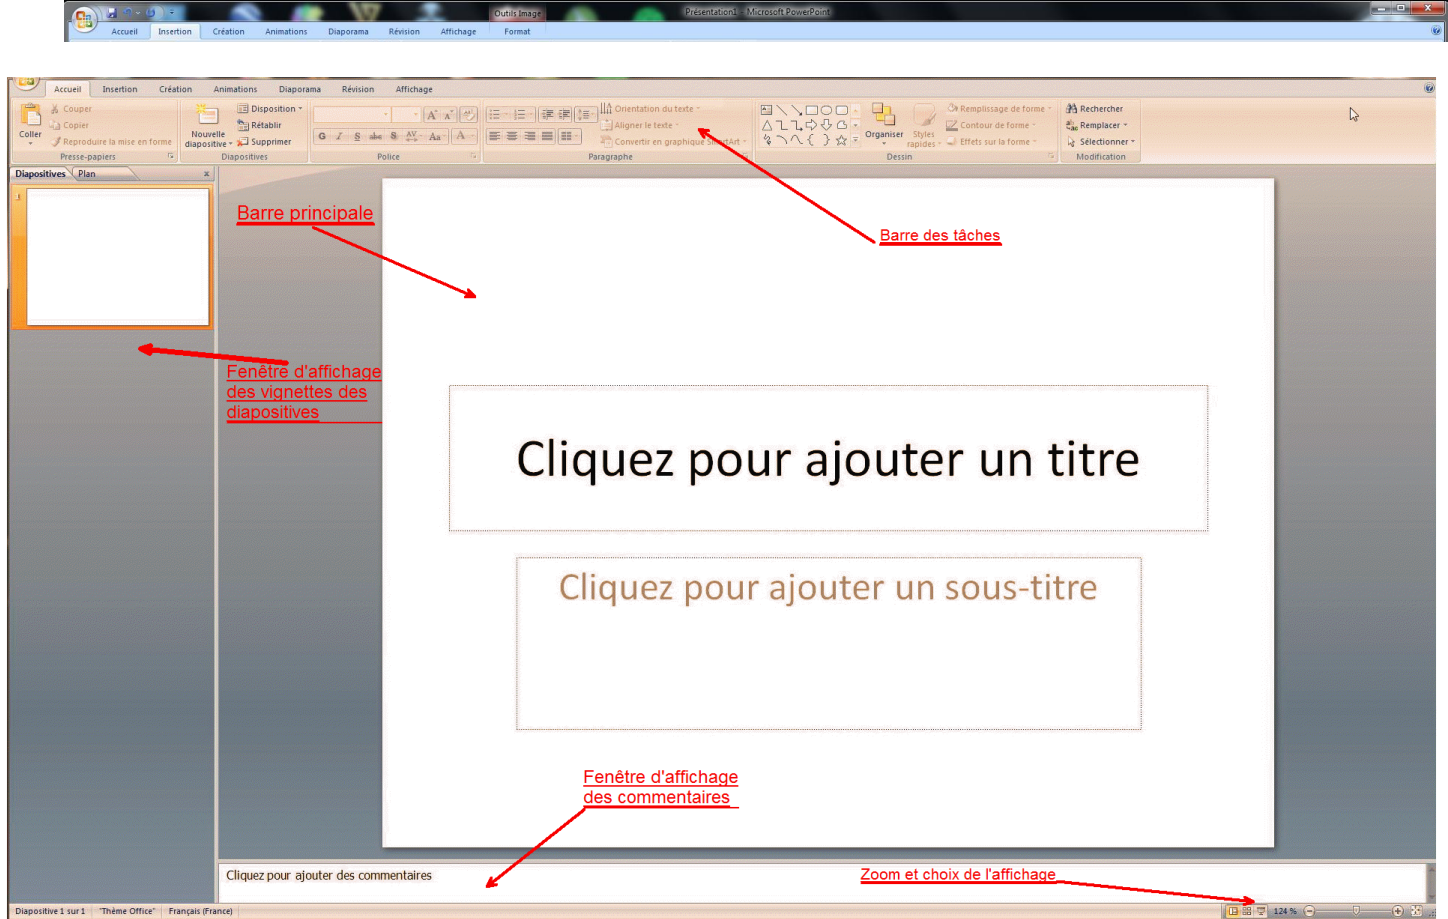 Outils Image
Présentation1 - Microsoft PowerPoint
Accueil Insertion Création Animations Diaporama Révision Affichage Format
Accueil Insertion Création Animations Diaporama Révision Affichage
Coller
Couper
Copier
Reproduire la mise en forme
Presse-papiers
Nouvelle diapositive
Disposition
Rétablir
Supprimer
Diapositives
G I S abc S AV Aa A
Police
Orientation du texte
Aligner le texte
Convertir en graphique SmartArt
Paragraphe
Organiser
Styles rapides
Remplissage de forme
Contour de forme
Effets sur la forme
Dessin
Rechercher
Remplacer
Sélectionner
Modification
Diapositives Plan x
1
Barre principale
Barre des tâches
Fenêtre d'affichage
des vignettes des
diapositives
Cliquez pour ajouter un titre
Cliquez pour ajouter un sous-titre
Fenêtre d'affichage
des commentaires
Cliquez pour ajouter des commentaires
Zoom et choix de l'affichage
Diapositive 1 sur 1 "Thème Office" Français (France) 124 %